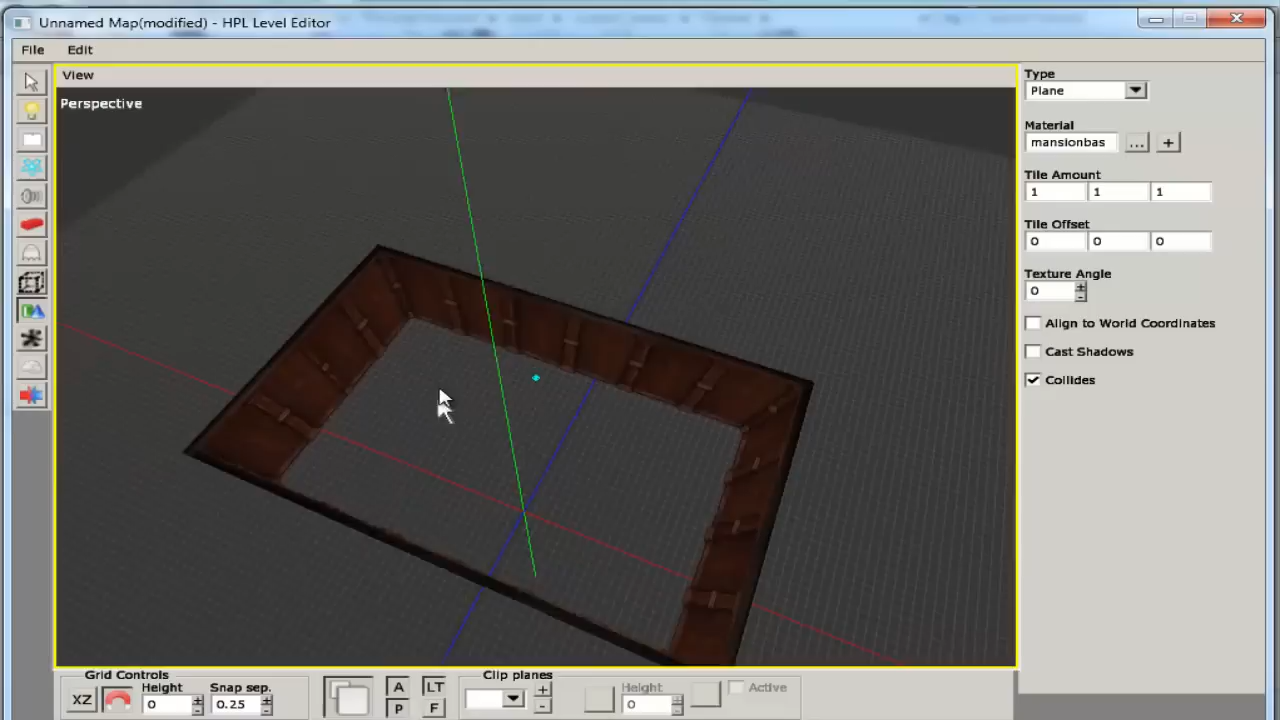 Unnamed Map(modified) - HPL Level Editor
File Edit
View
Perspective
Type
Plane
Material
mansionbas ... +
Tile Amount
1 1 1
Tile Offset
0 0 0
Texture Angle
0
Align to World Coordinates
Cast Shadows
Collides
Grid Controls
XZ Height 0 Snap sep. 0.25
A LT
P F
Clip planes
Height 0 Active